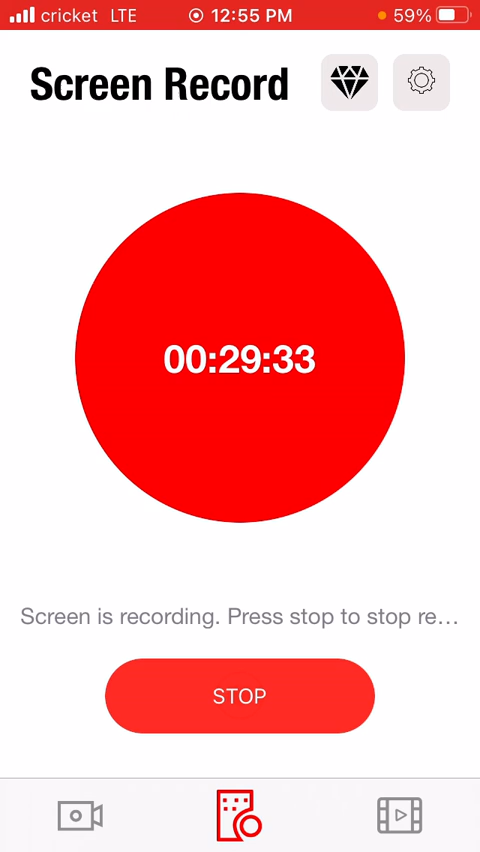 cricket LTE 12:55 PM 59%
Screen Record
00:29:33
Screen is recording. Press stop to stop re...
STOP